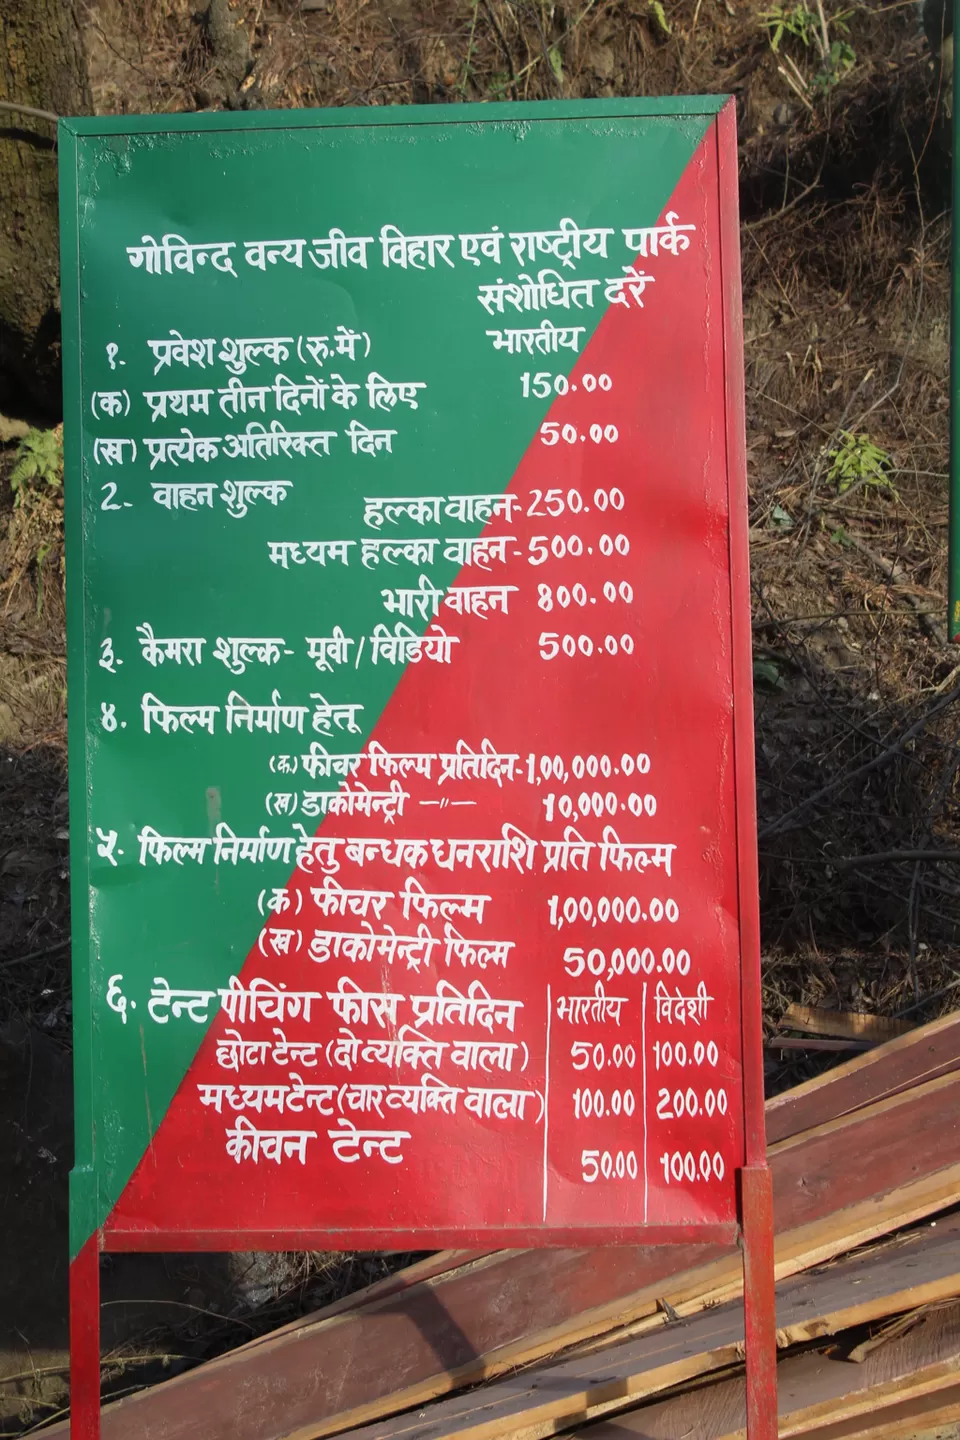 गोविन्द वन्य जीव विहार एवं राष्ट्रीय पार्क
संशोधित दरें
१. प्रवेश शुल्क (रु.में) भारतीय
(क) प्रथम तीन दिनों के लिए 150.00
(ख) प्रत्येक अतिरिक्त दिन 50.00
2. वाहन शुल्क
हल्का वाहन-250.00
मध्यम हल्का वाहन-500.00
भारी वाहन 800.00
३. कैमरा शुल्क- मूवी/विडियो 500.00
४. फिल्म निर्माण हेतू
(क) फीचर फिल्म प्रतिदिन-1,00,000.00
(ख) डाकोमेन्ट्री —"— 10,000.00
५. फिल्म निर्माण हेतु बन्धक धनराशि प्रति फिल्म
(क) फीचर फिल्म 1,00,000.00
(ख) डाकोमेन्ट्री फिल्म 50,000.00
६. टेन्ट पीचिंग फीस प्रतिदिन भारतीय विदेशी
छोटा टेन्ट (दो व्यक्ति वाला) 50.00 100.00
मध्यम टेन्ट (चार व्यक्ति वाला) 100.00 200.00
कीचन टेन्ट 50.00 100.00